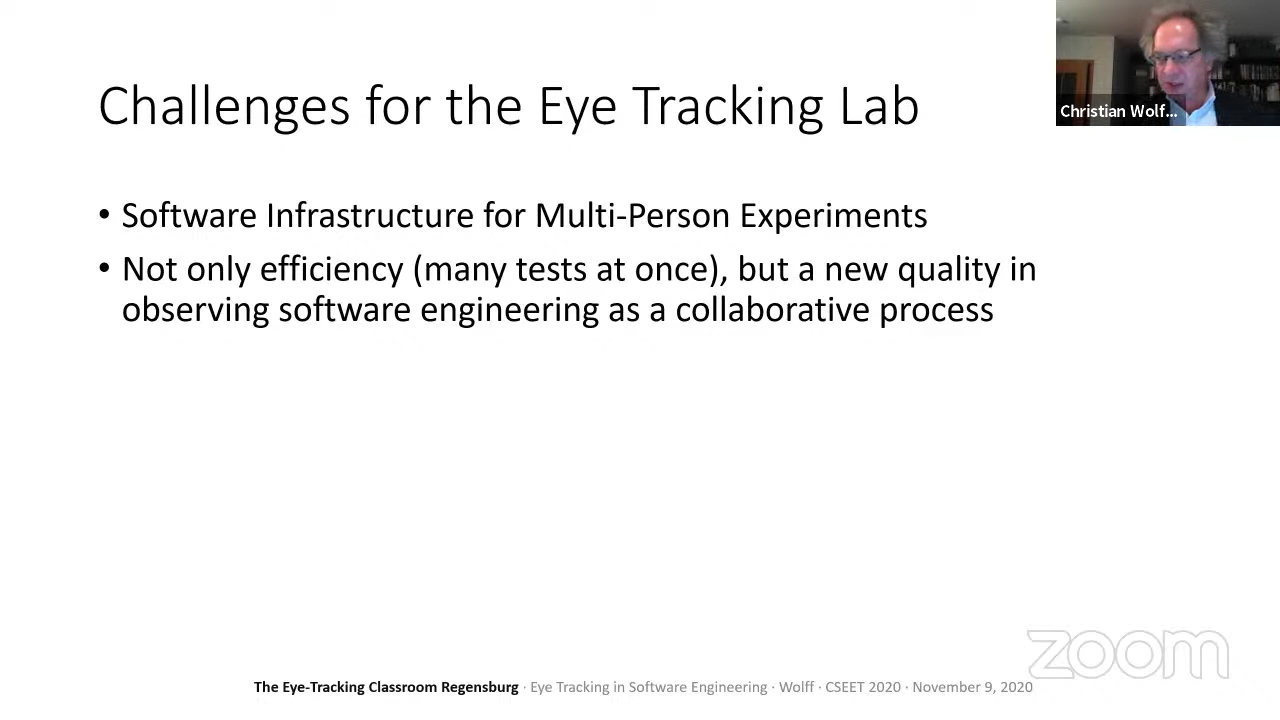 Challenges for the Eye Tracking Lab
Christian Wolf...
• Software Infrastructure for Multi-Person Experiments
• Not only efficiency (many tests at once), but a new quality in
observing software engineering as a collaborative process
zoom
The Eye-Tracking Classroom Regensburg · Eye Tracking in Software Engineering · Wolff · CSEET 2020 · November 9, 2020